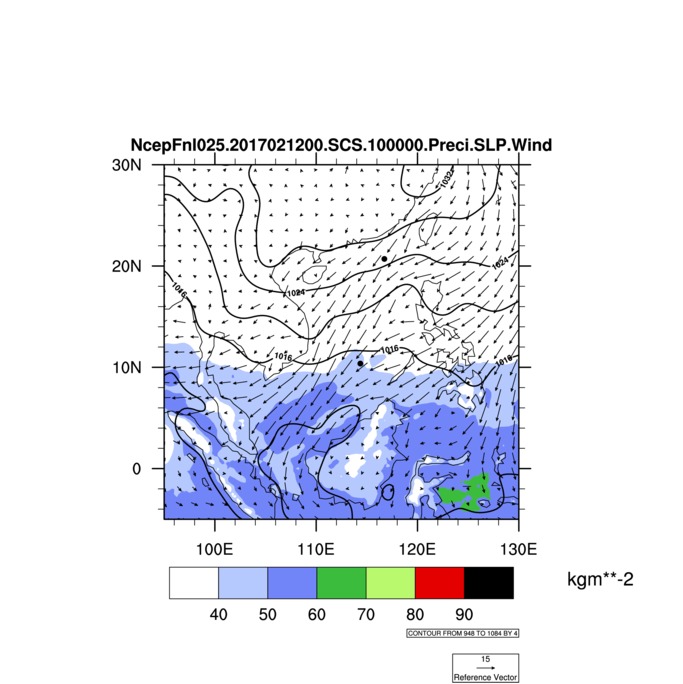 NcepFnl025.2017021200.SCS.100000.Preci.SLP.Wind
30N
1032
20N
1024
1016
1024
1016
1016
1016
10N
0
100E 110E 120E 130E
kgm**-2
40 50 60 70 80 90
CONTOUR FROM 948 TO 1084 BY 4
15
Reference Vector